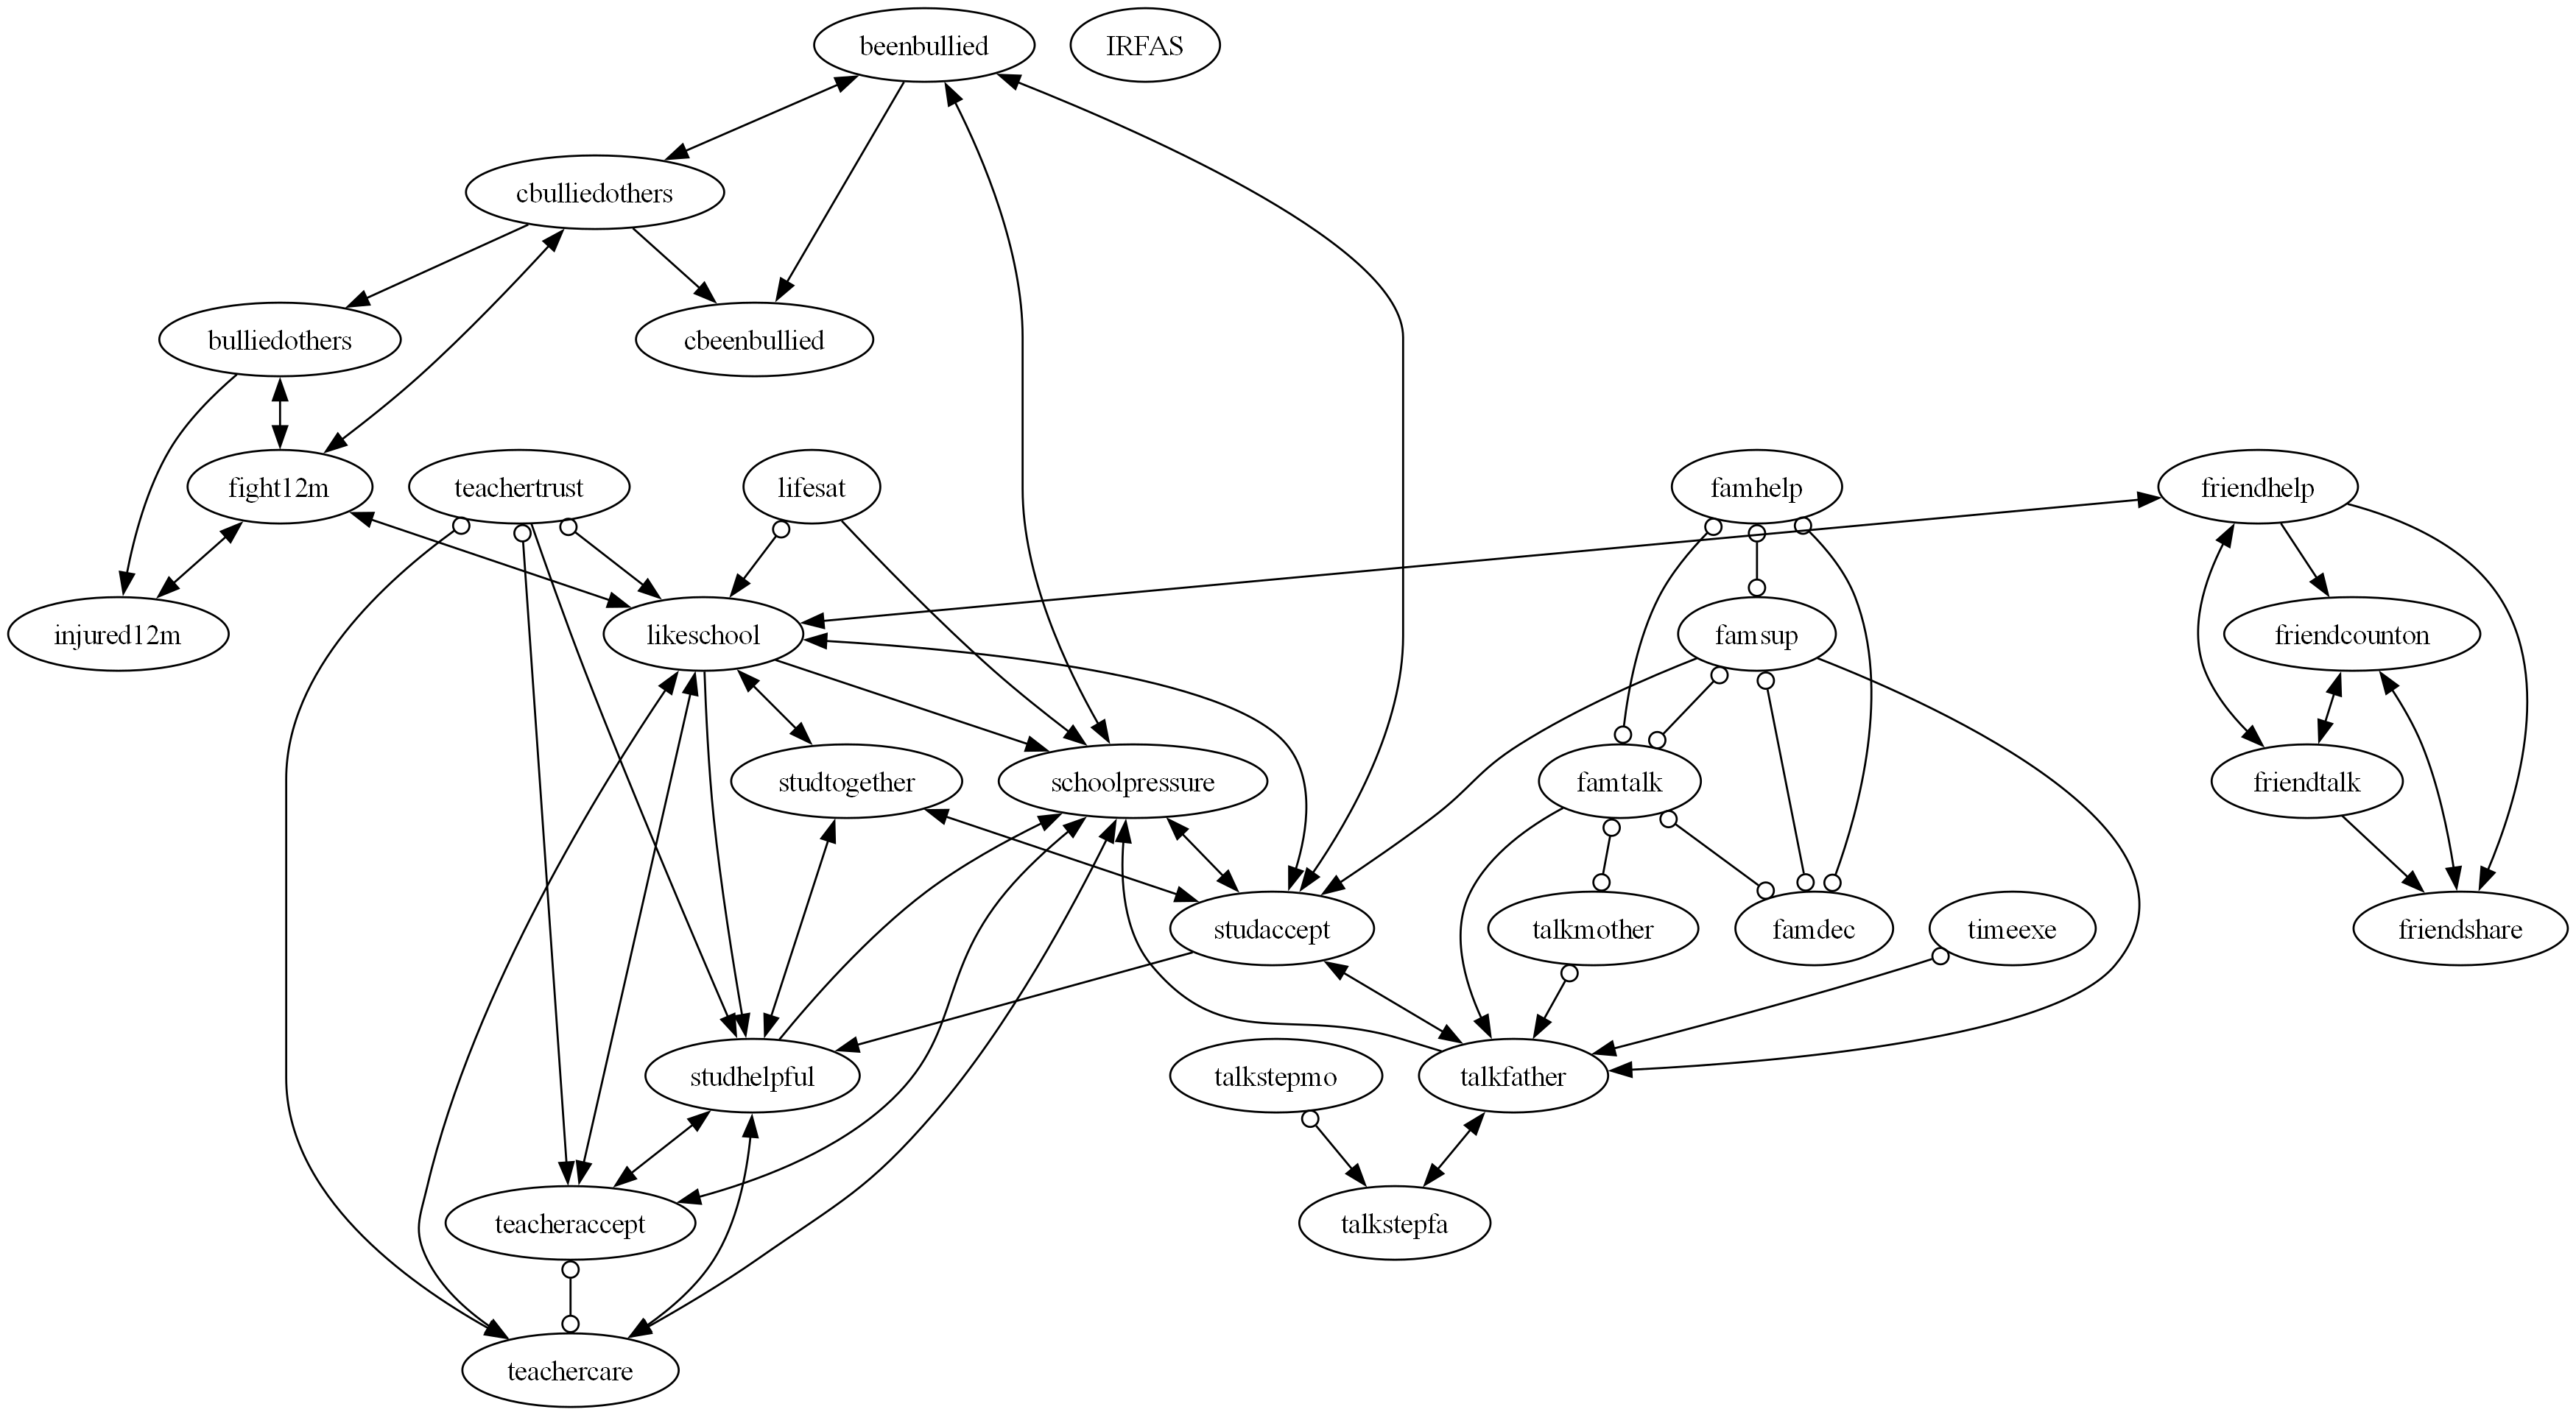 beenbullied
IRFAS
cbulliedothers
bulliedothers
cbeenbullied
fight12m
teachertrust
lifesat
famhelp
friendhelp
injured12m
likeschool
famsup
friendcounton
studtogether
schoolpressure
famtalk
friendtalk
studaccept
talkmother
famdec
timeexe
friendshare
studhelpful
talkstepmo
talkfather
teacheraccept
talkstepfa
teachercare